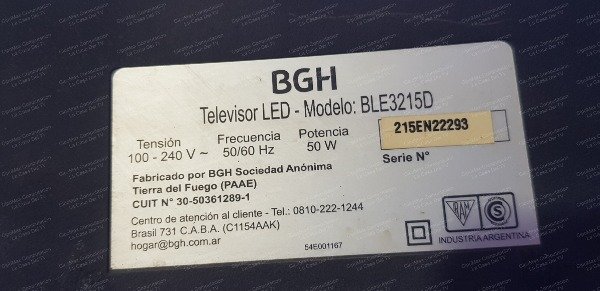 BGH
Televisor LED - Modelo: BLE3215D
Tensión Frecuencia Potencia
100 - 240 V ~ 50/60 Hz 50 W
215EN22293
Serie N°
Fabricado por BGH Sociedad Anónima
Tierra del Fuego (PAAE)
CUIT N° 30-50361289-1
Centro de atención al cliente - Tel.: 0810-222-1244
Brasil 731 C.A.B.A. (C1154AAK)
hogar@bgh.com.ar
54E001167
IRAM S
INDUSTRIA ARGENTINA